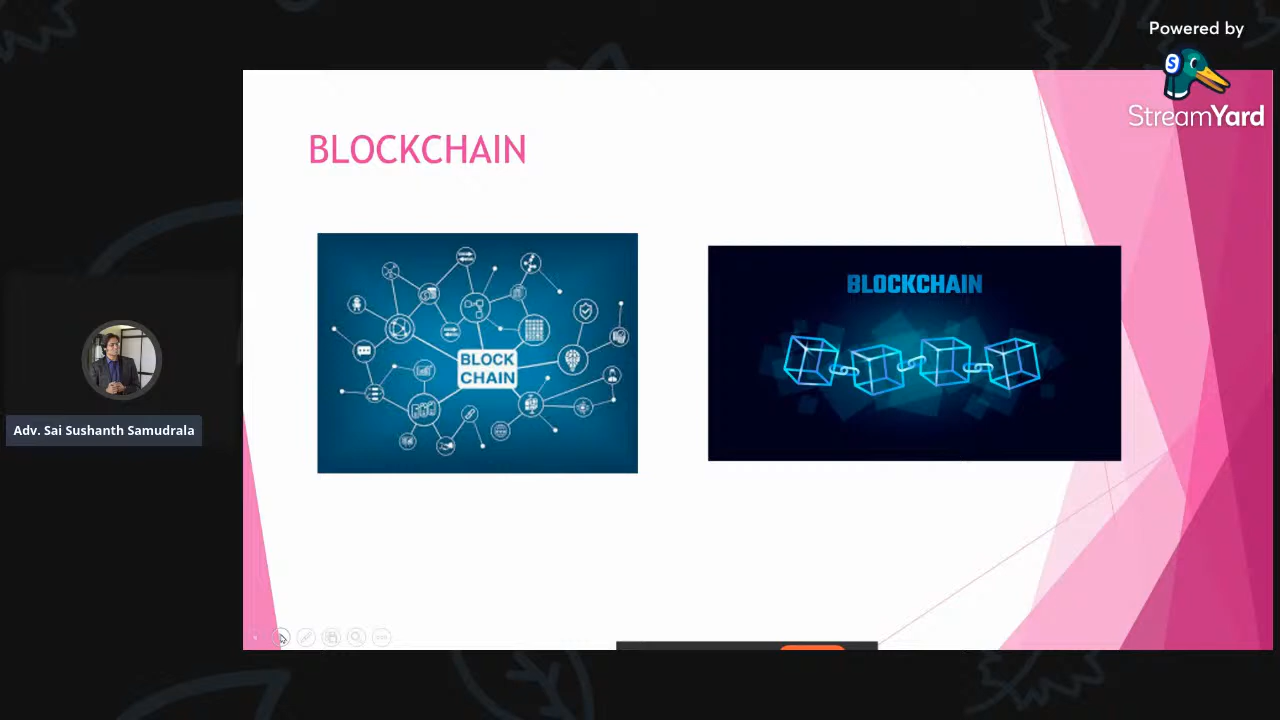 Powered by
S
StreamYard
BLOCKCHAIN
BLOCK
CHAIN
BLOCKCHAIN
Adv. Sai Sushanth Samudrala